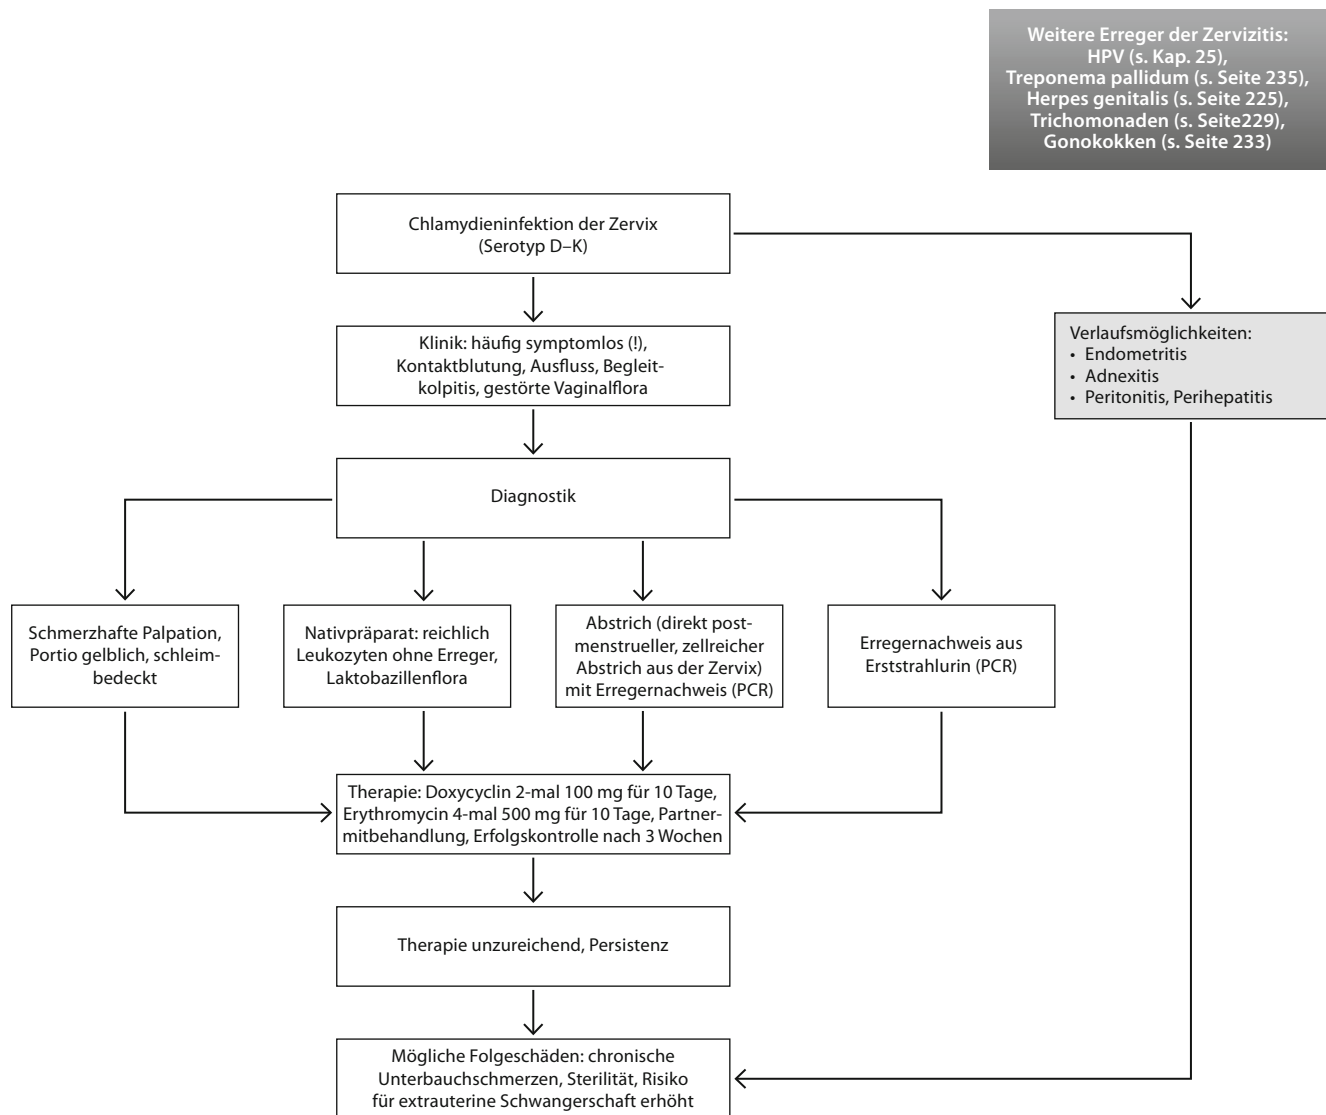 Weitere Erreger der Zervizitis:
HPV (s. Kap. 25),
Treponema pallidum (s. Seite 235),
Herpes genitalis (s. Seite 225),
Trichomonaden (s. Seite229),
Gonokokken (s. Seite 233)
Chlamydieninfektion der Zervix
(Serotyp D–K)
Klinik: häufig symptomlos (!),
Kontaktblutung, Ausfluss, Begleit-
kolpitis, gestörte Vaginalflora
Verlaufsmöglichkeiten:
• Endometritis
• Adnexitis
• Peritonitis, Perihepatitis
Diagnostik
Schmerzhafte Palpation,
Portio gelblich, schleim-
bedeckt
Nativpräparat: reichlich
Leukozyten ohne Erreger,
Laktobazillenflora
Abstrich (direkt post-
menstrueller, zellreicher
Abstrich aus der Zervix)
mit Erregernachweis (PCR)
Erregernachweis aus
Erststrahlurin (PCR)
Therapie: Doxycyclin 2-mal 100 mg für 10 Tage,
Erythromycin 4-mal 500 mg für 10 Tage, Partner-
mitbehandlung, Erfolgskontrolle nach 3 Wochen
Therapie unzureichend, Persistenz
Mögliche Folgeschäden: chronische
Unterbauchschmerzen, Sterilität, Risiko
für extrauterine Schwangerschaft erhöht